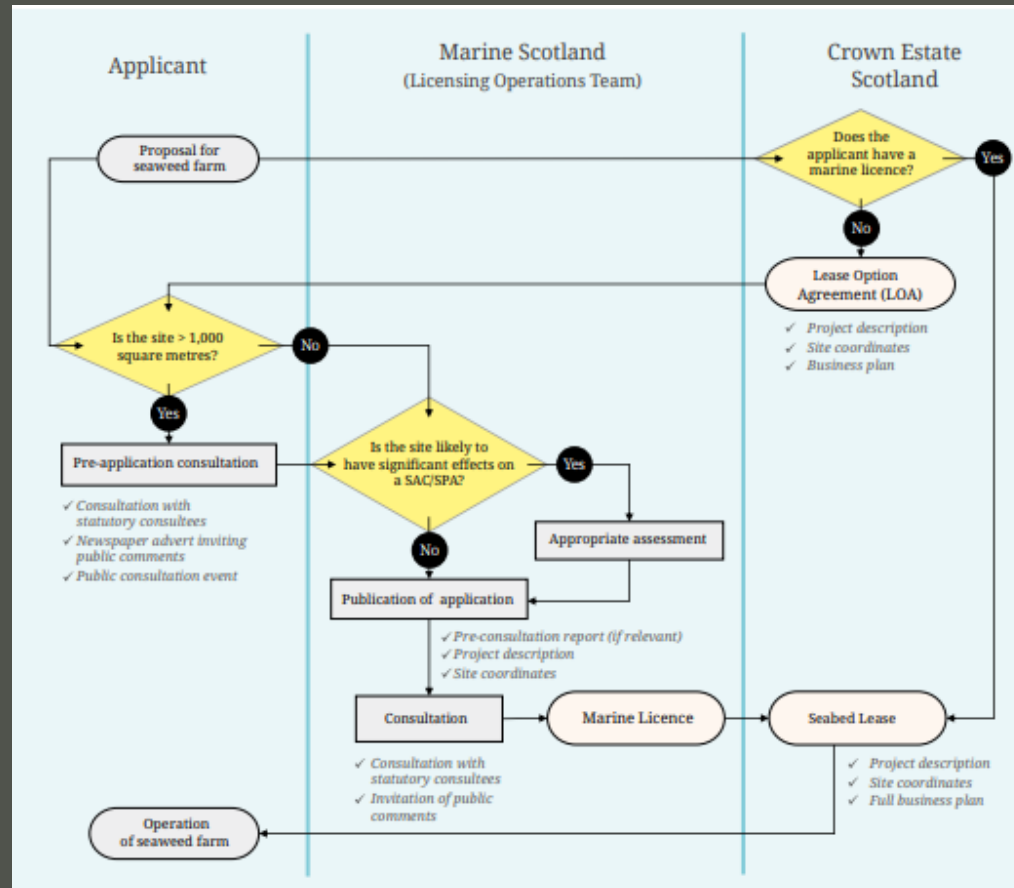 Applicant
Marine Scotland
(Licensing Operations Team)
Crown Estate
Scotland
Proposal for
seaweed farm
Does the
applicant have a
marine licence?
Yes
No
Lease Option
Agreement (LOA)
✓ Project description
✓ Site coordinates
✓ Business plan
Is the site > 1,000
square metres?
No
Yes
Pre-application consultation
✓ Consultation with
statutory consultees
✓ Newspaper advert inviting
public comments
✓ Public consultation event
Is the site likely to
have significant effects on
a SAC/SPA?
Yes
No
Appropriate assessment
Publication of application
✓ Pre-consultation report (if relevant)
✓ Project description
✓ Site coordinates
Consultation
Marine Licence
Seabed Lease
✓ Consultation with
statutory consultees
✓ Invitation of public
comments
✓ Project description
✓ Site coordinates
✓ Full business plan
Operation
of seaweed farm